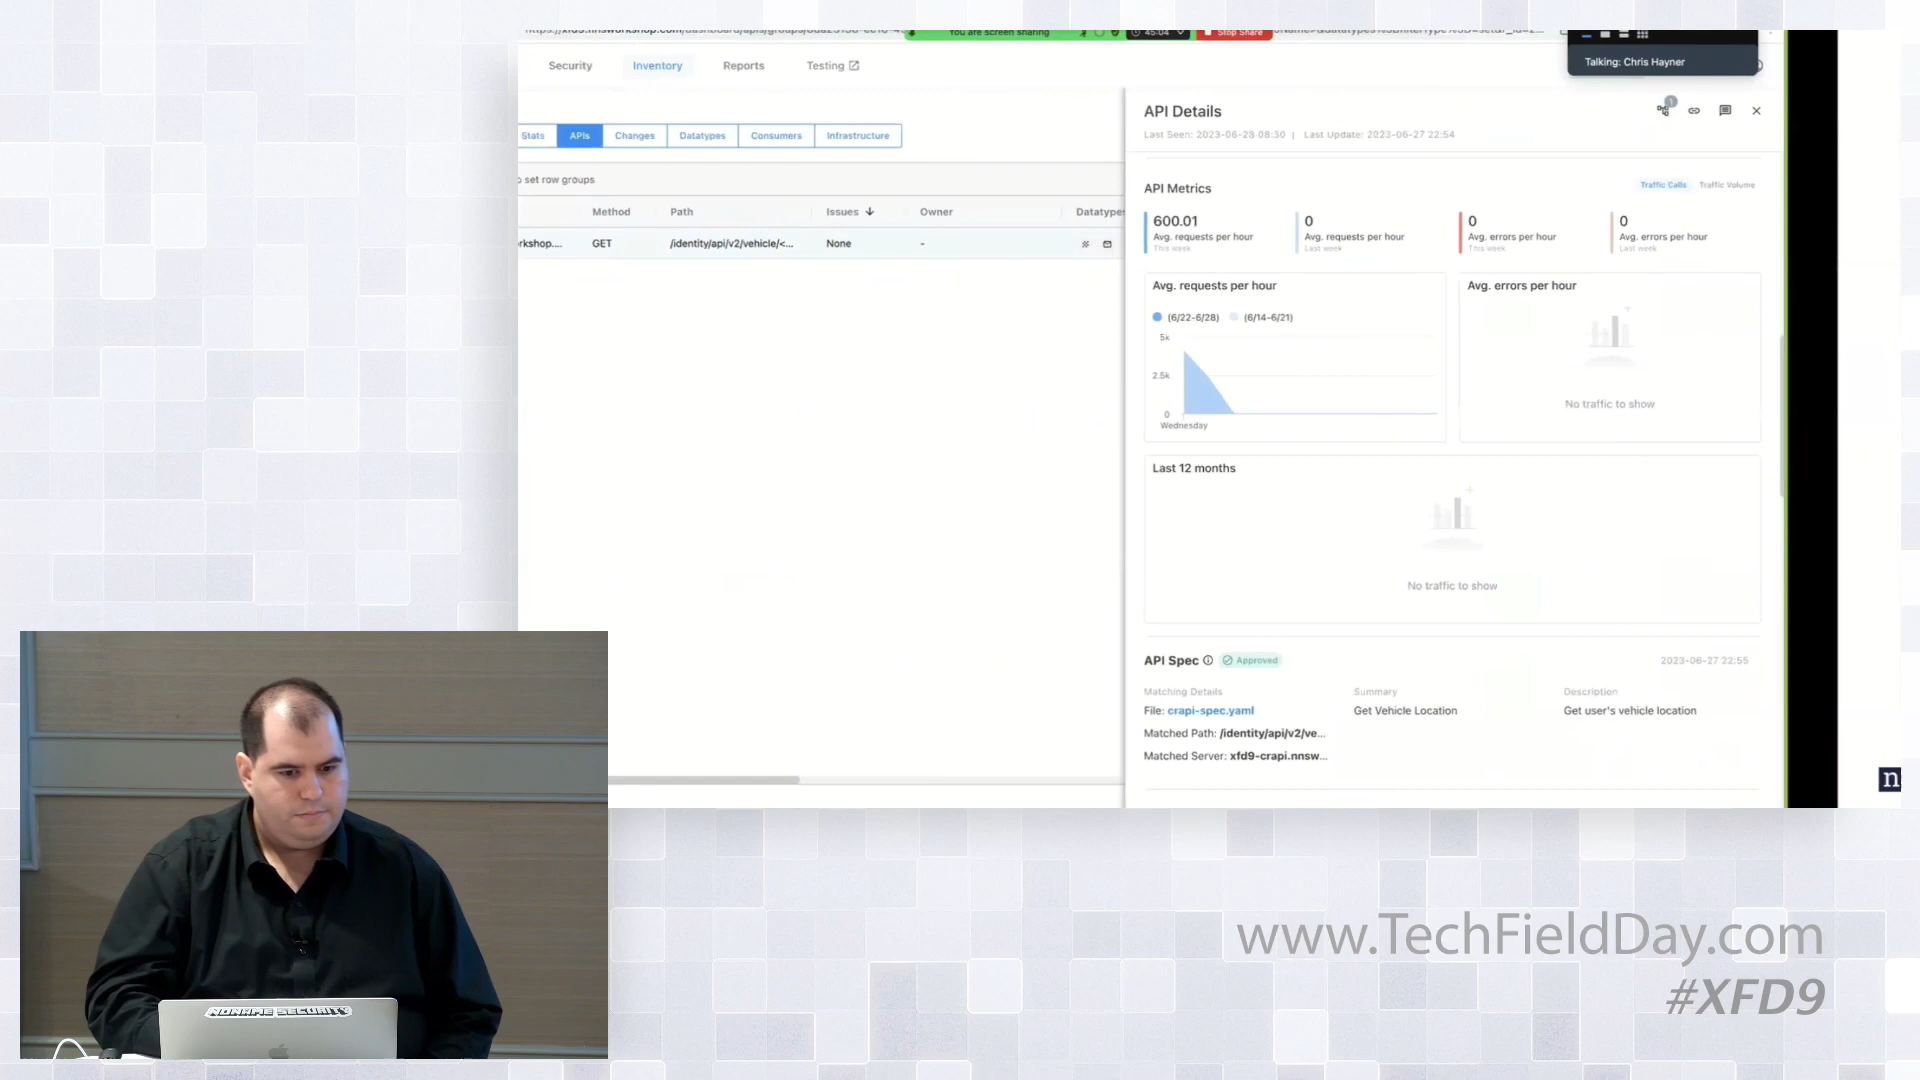 You are screen sharing
45:04
Stop Share
Talking: Chris Hayner
Security
Inventory
Reports
Testing
Stats
APIs
Changes
Datatypes
Consumers
Infrastructure
set row groups
Method
Path
Issues
Owner
Datatypes
rkshop....
GET
/identity/api/v2/vehicle/<...
None
-
API Details
Last Seen: 2023-06-28 08:30 | Last Update: 2023-06-27 22:54
API Metrics
Traffic Calls
Traffic Volume
600.01
Avg. requests per hour
This week
0
Avg. requests per hour
Last week
0
Avg. errors per hour
This week
0
Avg. errors per hour
Last week
Avg. requests per hour
(6/22-6/28)
(6/14-6/21)
5k
2.5k
0
Wednesday
Avg. errors per hour
No traffic to show
Last 12 months
No traffic to show
API Spec
Approved
2023-06-27 22:55
Matching Details
File: crapi-spec.yaml
Matched Path: /identity/api/v2/ve...
Matched Server: xfd9-crapi.nnsw...
Summary
Get Vehicle Location
Description
Get user's vehicle location
n
NONAME SECURITY
www.TechFieldDay.com
#XFD9